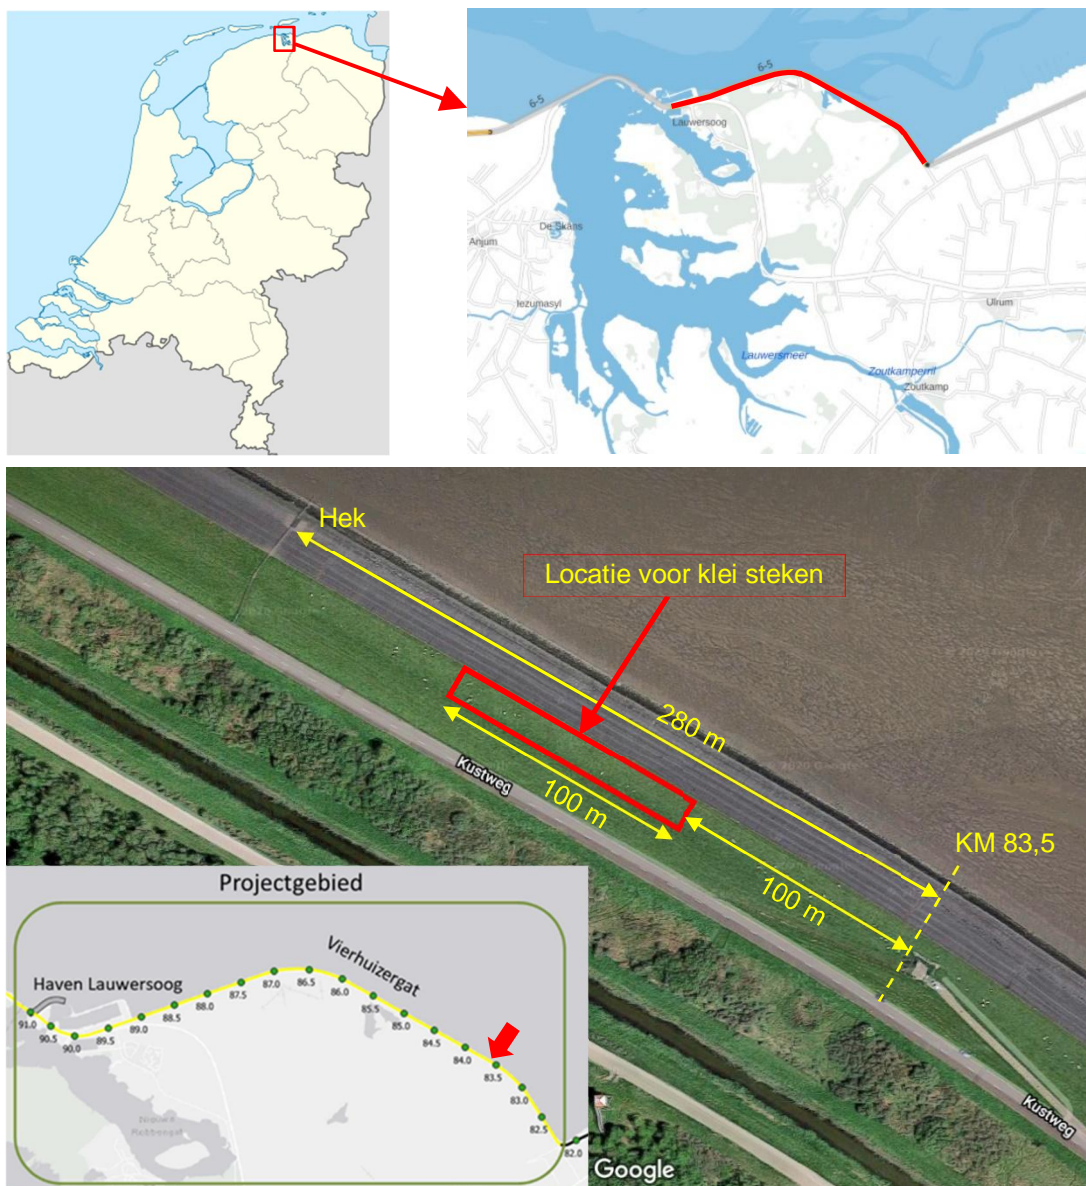 6-5
6-5
Lauwersoog
De Skâns
Anjum
Iezumasyl
Ulrum
Lauwersmeer
Zoutkamperril
Zoutkamp
Hek
Locatie voor klei steken
280 m
Kustweg
100 m
KM 83,5
100 m
Kustweg
Projectgebied
Vierhuizergat
Haven Lauwersoog
91.0
90.5
90.0
89.5
89.0
88.5
88.0
87.5
87.0
86.5
86.0
85.5
85.0
84.5
84.0
83.5
83.0
82.5
82.0
Google